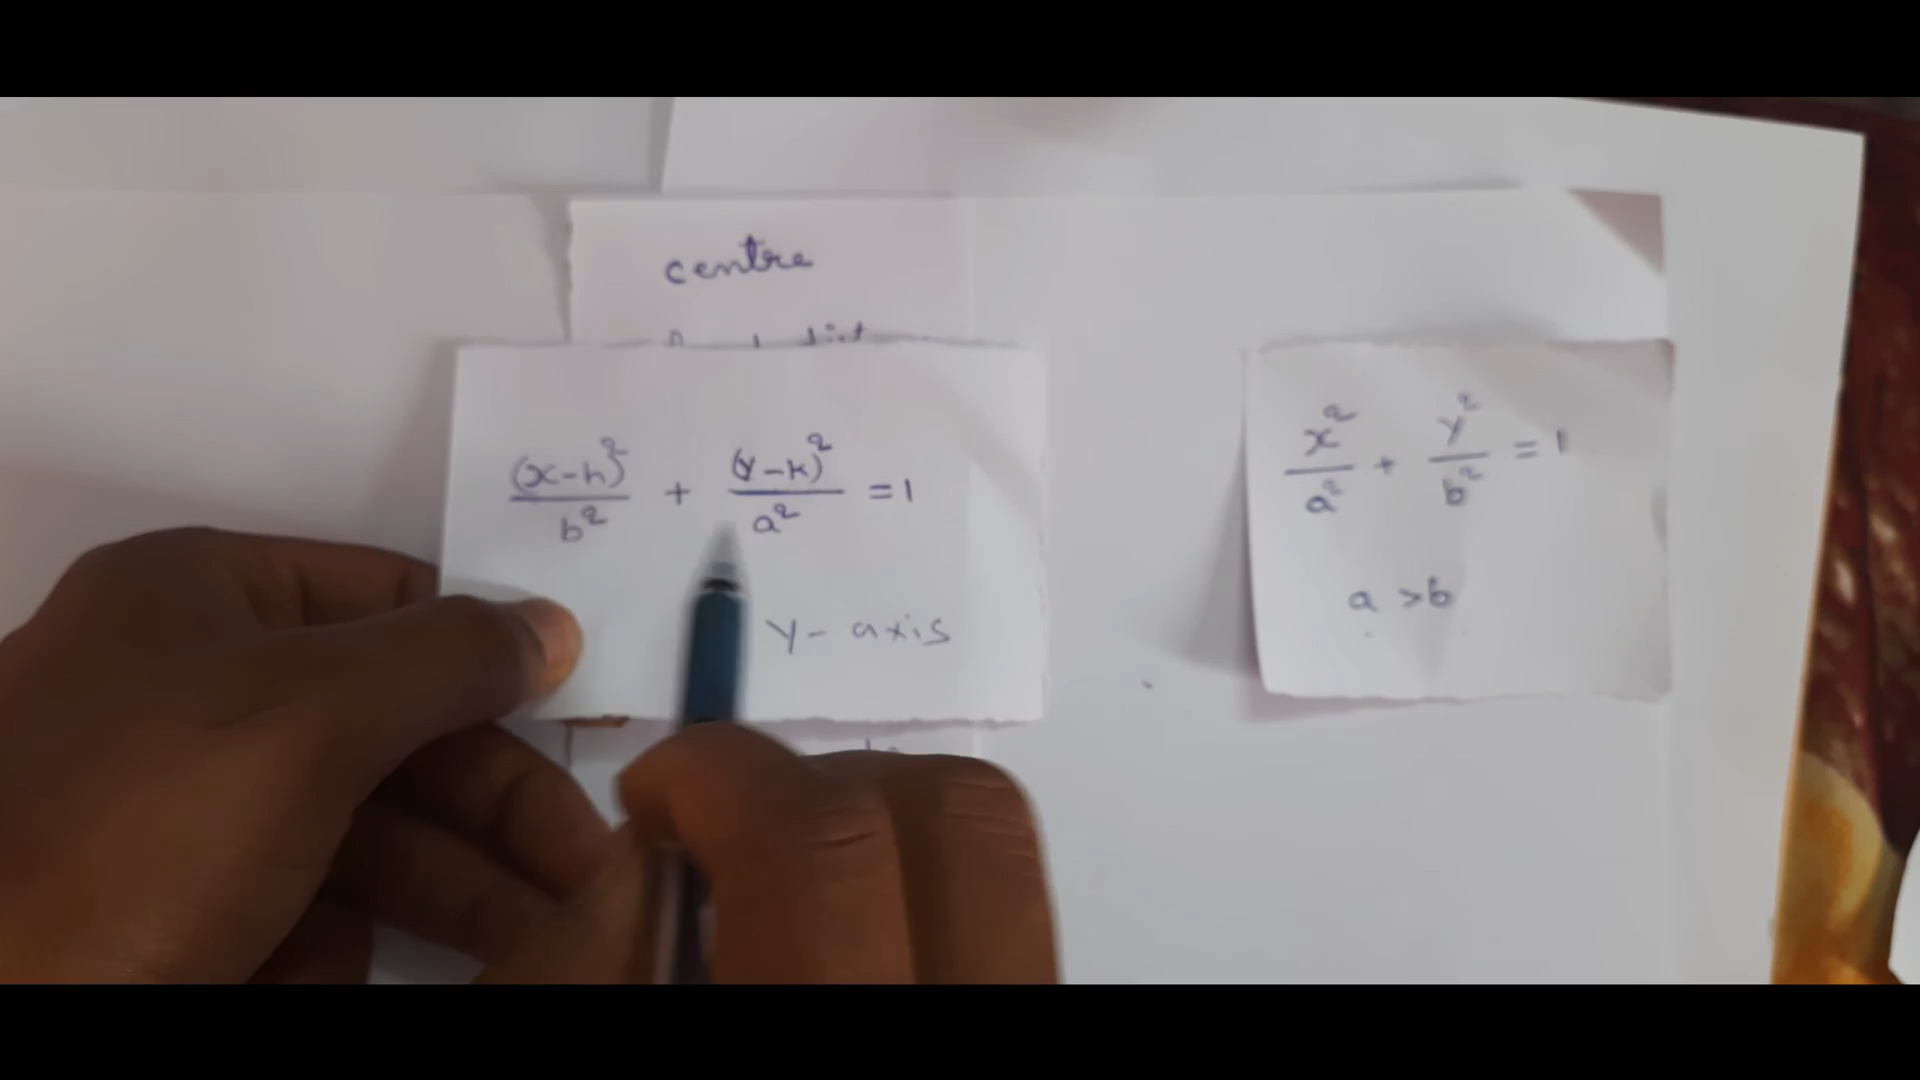 centre
(x-h)²/b² + (y-k)²/a² = 1
y-axis
x²/a² + y²/b² = 1
a > b